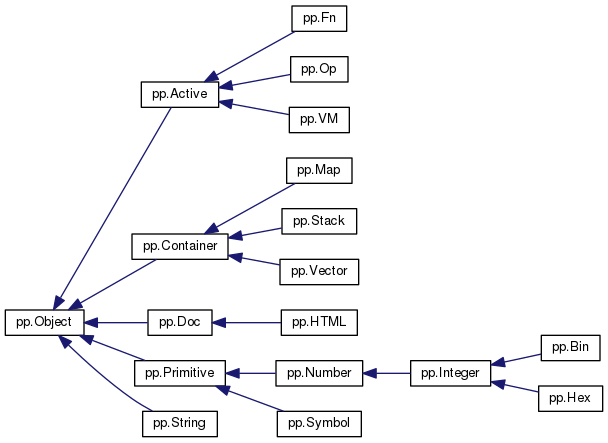 pp.Fn
pp.Op
pp.Active
pp.VM
pp.Map
pp.Stack
pp.Container
pp.Vector
pp.Object
pp.Doc
pp.HTML
pp.Bin
pp.Primitive
pp.Number
pp.Integer
pp.Hex
pp.String
pp.Symbol